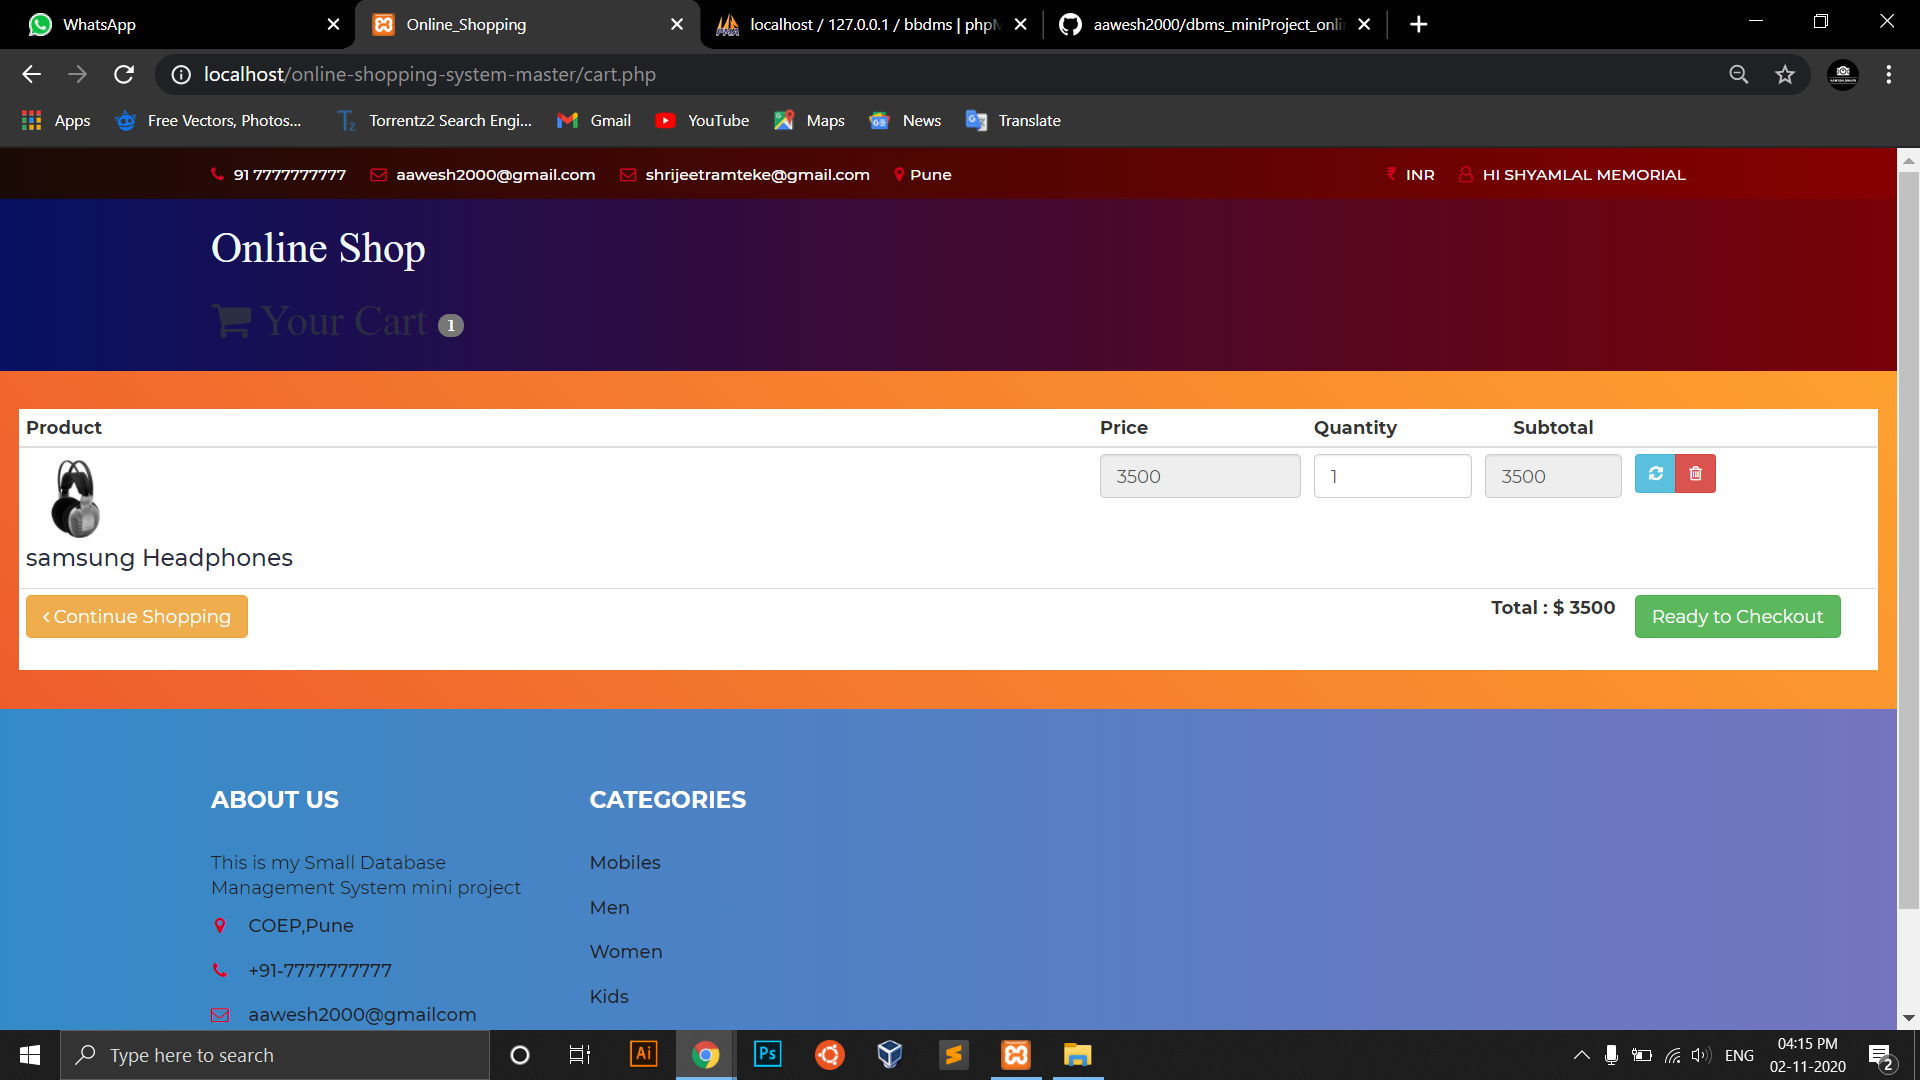 WhatsApp
Online_Shopping
localhost / 127.0.0.1 / bbdms | phpM
aawesh2000/dbms_miniProject_onli
localhost/online-shopping-system-master/cart.php
Apps
Free Vectors, Photos...
Torrentz2 Search Engi...
Gmail
YouTube
Maps
News
Translate
91 7777777777 aawesh2000@gmail.com shrijeetramteke@gmail.com Pune ₹ INR HI SHYAMLAL MEMORIAL
Online Shop
Your Cart 1
Product Price Quantity Subtotal
3500 1 3500
samsung Headphones
Continue Shopping Total : $ 3500 Ready to Checkout
ABOUT US
This is my Small Database
Management System mini project
COEP,Pune
+91-7777777777
aawesh2000@gmailcom
CATEGORIES
Mobiles
Men
Women
Kids
Type here to search
Ai
Ps
ENG
04:15 PM
02-11-2020
2